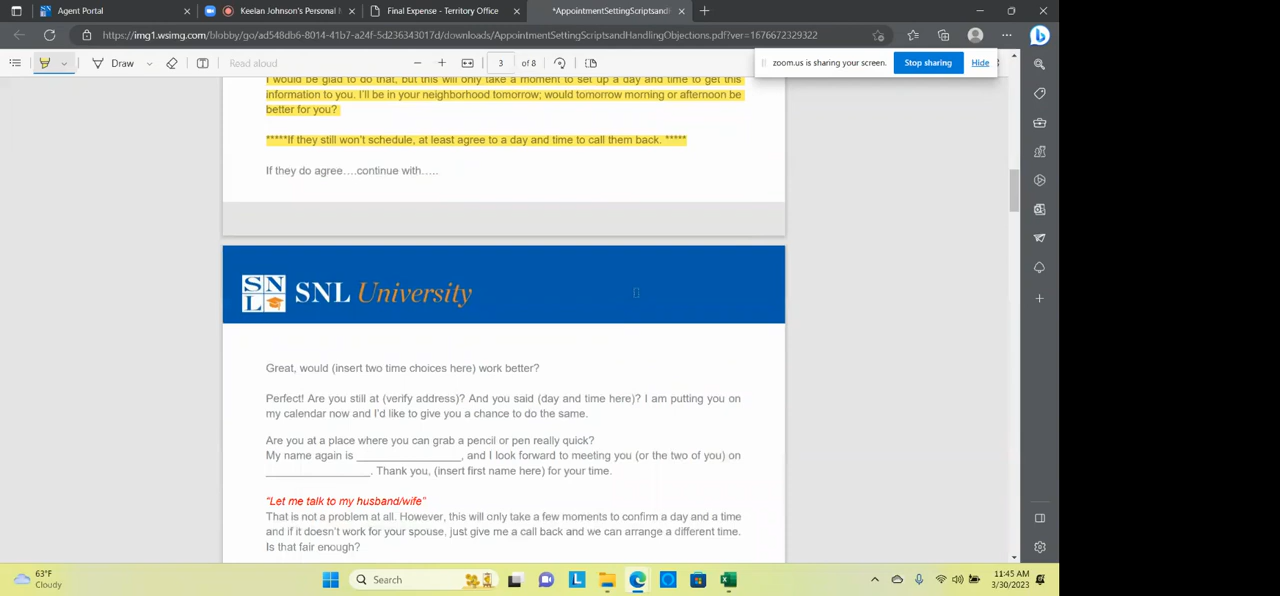 Agent Portal
Keelan Johnson's Personal M
Final Expense - Territory Office
*AppointmentSettingScriptsand
https://img1.wsimg.com/blobby/go/ad548db6-8014-41b7-a24f-5d236343017d/downloads/AppointmentSettingScriptsandHandlingObjections.pdf?ver=1676672329322
Draw
Read aloud
3 of 8
zoom.us is sharing your screen. Stop sharing Hide
I would be glad to do that, but this will only take a moment to set up a day and time to get this
information to you. I'll be in your neighborhood tomorrow; would tomorrow morning or afternoon be
better for you?
*****If they still won't schedule, at least agree to a day and time to call them back. *****
If they do agree….continue with…..
SNL SNL University
Great, would (insert two time choices here) work better?
Perfect! Are you still at (verify address)? And you said (day and time here)? I am putting you on
my calendar now and I'd like to give you a chance to do the same.
Are you at a place where you can grab a pencil or pen really quick?
My name again is __________________, and I look forward to meeting you (or the two of you) on
__________________. Thank you, (insert first name here) for your time.
"Let me talk to my husband/wife"
That is not a problem at all. However, this will only take a few moments to confirm a day and a time
and if it doesn't work for your spouse, just give me a call back and we can arrange a different time.
Is that fair enough?
63°F
Cloudy
Search
11:45 AM
3/30/2023